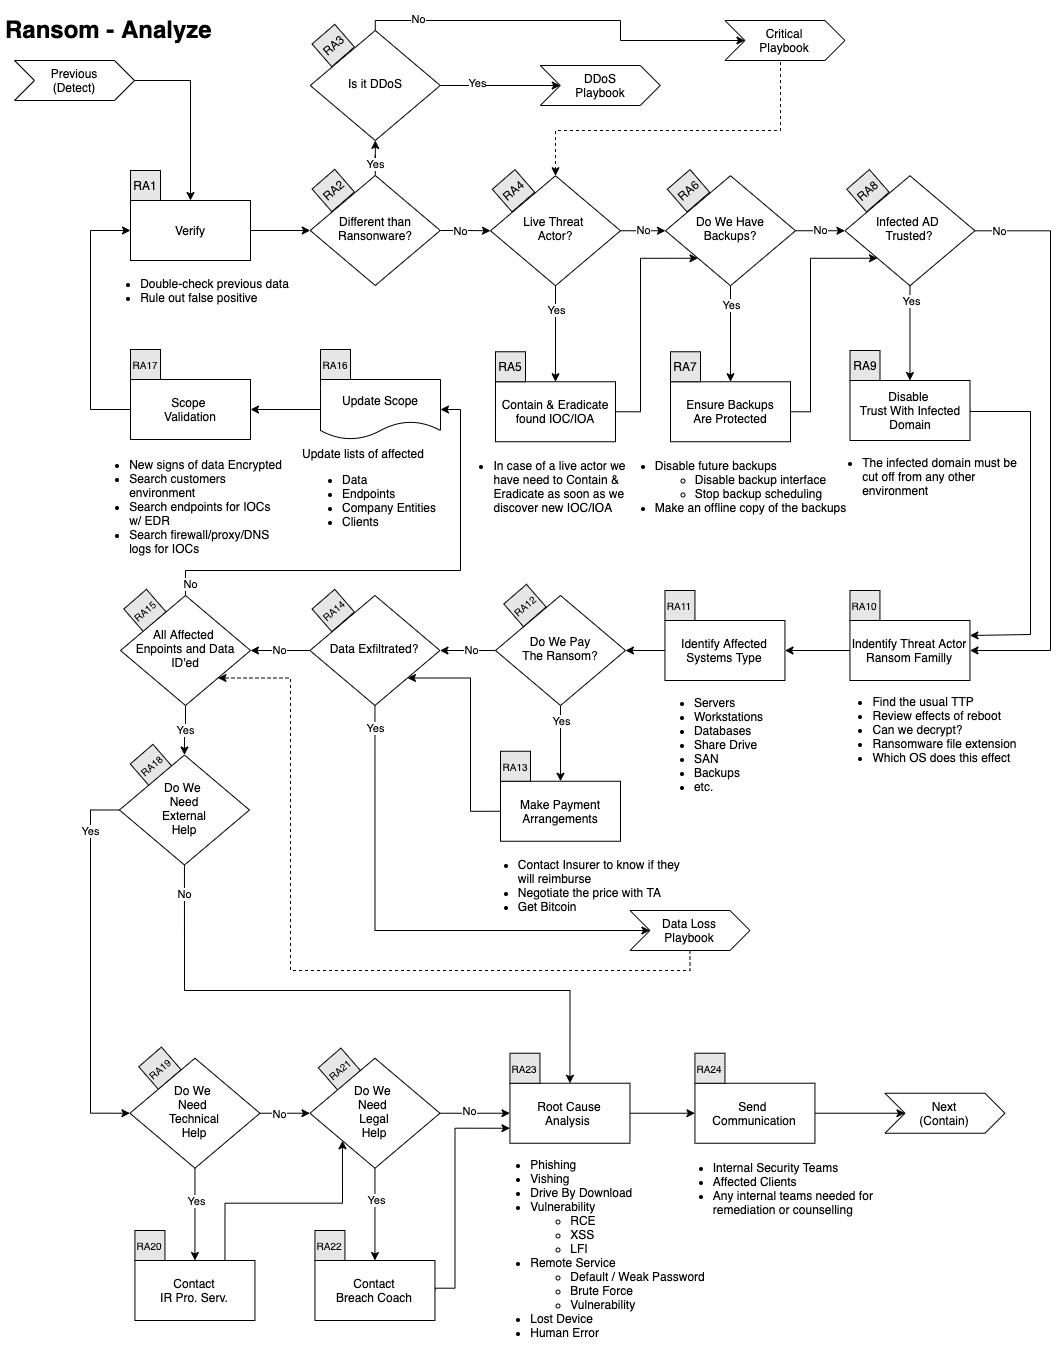 Ransom - Analyze
Previous
(Detect)
RA3
Is it DDoS
No
Yes
DDoS
Playbook
Critical
Playbook
RA1
Verify
• Double-check previous data
• Rule out false positive
Yes
RA2
Different than
Ransonware?
No
RA4
Live Threat
Actor?
No
Yes
RA6
Do We Have
Backups?
No
Yes
RA8
Infected AD
Trusted?
No
Yes
RA17
Scope
Validation
• New signs of data Encrypted
• Search customers
environment
• Search endpoints for IOCs
w/ EDR
• Search firewall/proxy/DNS
logs for IOCs
RA16
Update Scope
Update lists of affected
• Data
• Endpoints
• Company Entities
• Clients
RA5
Contain & Eradicate
found IOC/IOA
• In case of a live actor we
have need to Contain &
Eradicate as soon as we
discover new IOC/IOA
RA7
Ensure Backups
Are Protected
• Disable future backups
○ Disable backup interface
○ Stop backup scheduling
• Make an offline copy of the backups
RA9
Disable
Trust With Infected
Domain
• The infected domain must be
cut off from any other
environment
No
RA15
All Affected
Enpoints and Data
ID'ed
Yes
No
RA14
Data Exfiltrated?
Yes
No
RA12
Do We Pay
The Ransom?
Yes
RA11
Identify Affected
Systems Type
• Servers
• Workstations
• Databases
• Share Drive
• SAN
• Backups
• etc.
RA10
Indentify Threat Actor
Ransom Familly
• Find the usual TTP
• Review effects of reboot
• Can we decrypt?
• Ransomware file extension
• Which OS does this effect
RA18
Do We
Need
External
Help
Yes
No
RA13
Make Payment
Arrangements
• Contact Insurer to know if they
will reimburse
• Negotiate the price with TA
• Get Bitcoin
Data Loss
Playbook
RA19
Do We
Need
Technical
Help
No
Yes
RA21
Do We
Need
Legal
Help
No
Yes
RA23
Root Cause
Analysis
• Phishing
• Vishing
• Drive By Download
• Vulnerability
○ RCE
○ XSS
○ LFI
• Remote Service
○ Default / Weak Password
○ Brute Force
○ Vulnerability
• Lost Device
• Human Error
RA24
Send
Communication
• Internal Security Teams
• Affected Clients
• Any internal teams needed for
remediation or counselling
Next
(Contain)
RA20
Contact
IR Pro. Serv.
RA22
Contact
Breach Coach